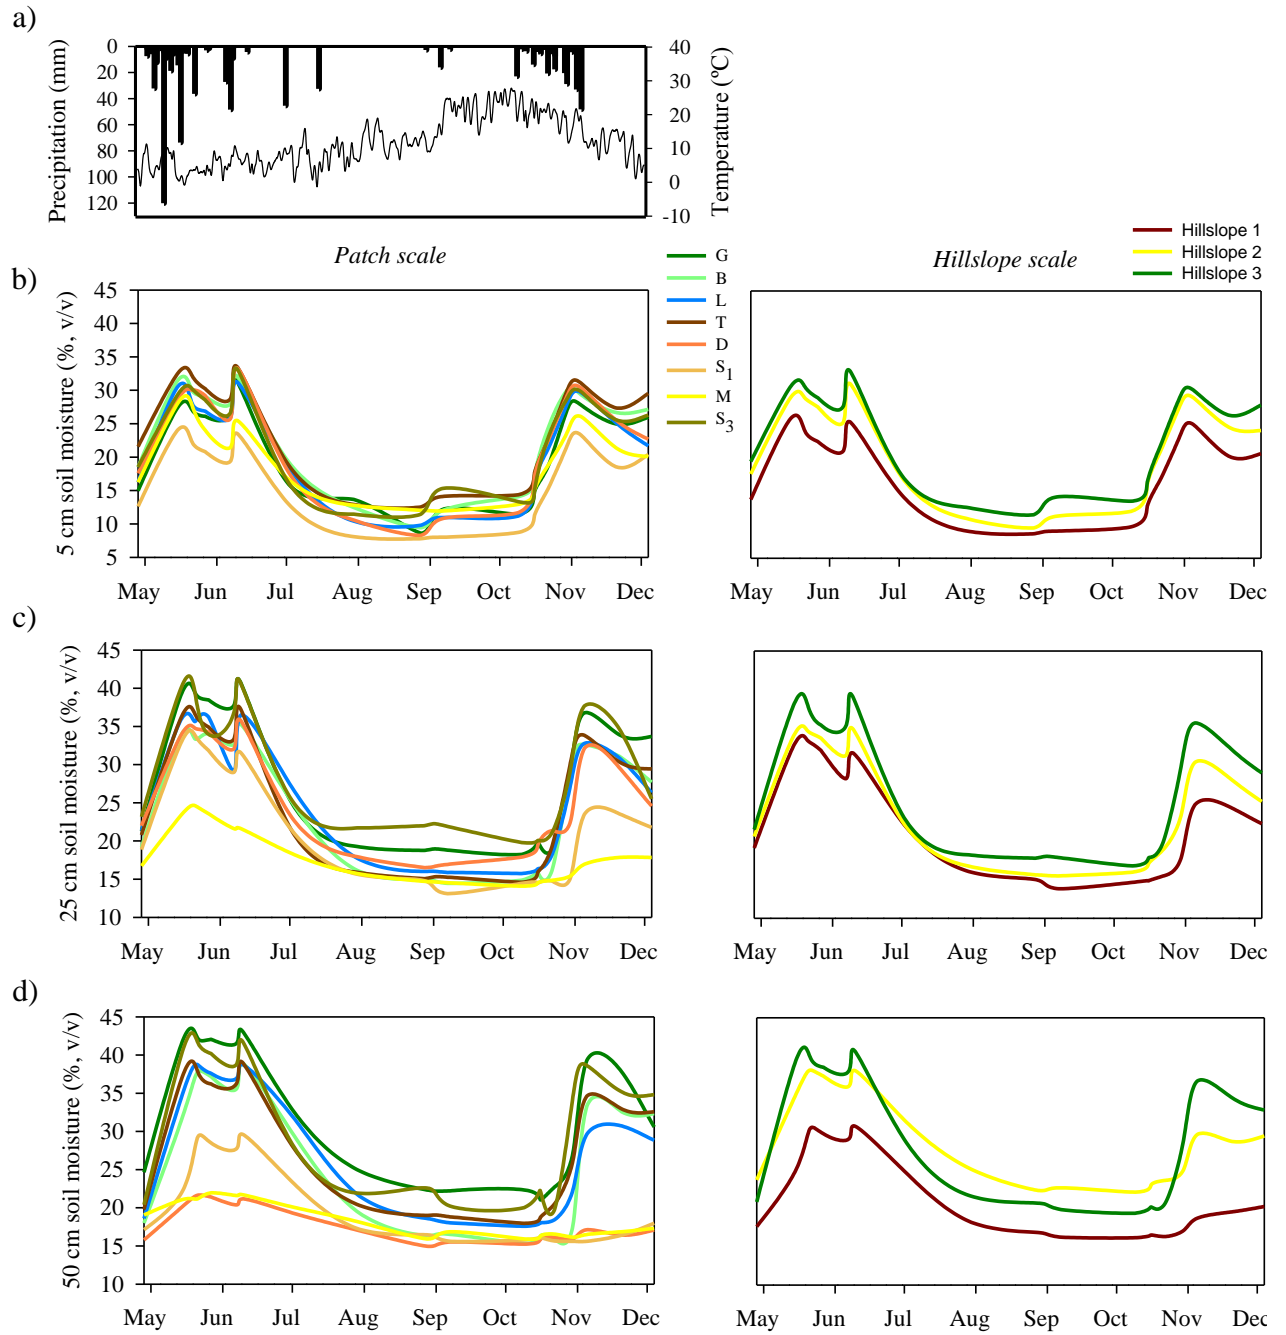 a)
Precipitation (mm)
0
20
40
60
80
100
120
40
30
20
10
0
-10
Temperature (ºC)
Patch scale
Hillslope scale
G
B
L
T
D
S1
M
S3
Hillslope 1
Hillslope 2
Hillslope 3
b)
5 cm soil moisture (%, v/v)
45
40
35
30
25
20
15
10
5
May Jun Jul Aug Sep Oct Nov Dec
May Jun Jul Aug Sep Oct Nov Dec
c)
25 cm soil moisture (%, v/v)
45
40
35
30
25
20
15
10
May Jun Jul Aug Sep Oct Nov Dec
May Jun Jul Aug Sep Oct Nov Dec
d)
50 cm soil moisture (%, v/v)
45
40
35
30
25
20
15
10
May Jun Jul Aug Sep Oct Nov Dec
May Jun Jul Aug Sep Oct Nov Dec